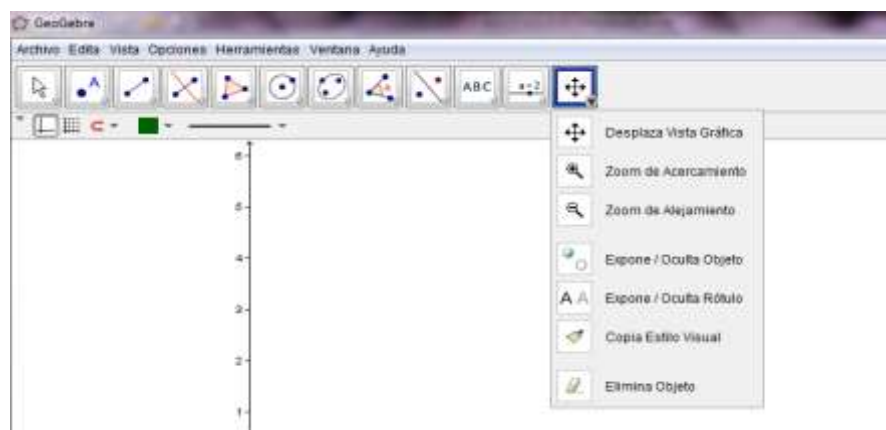 GeoGebra
Archivo Edita Vista Opciones Herramientas Ventana Ayuda
A
ABC
a=2
Desplaza Vista Gráfica
Zoom de Acercamiento
Zoom de Alejamiento
Expone / Oculta Objeto
A A Expone / Oculta Rótulo
Copia Estilo Visual
Elimina Objeto
6
5
4
3
2
1